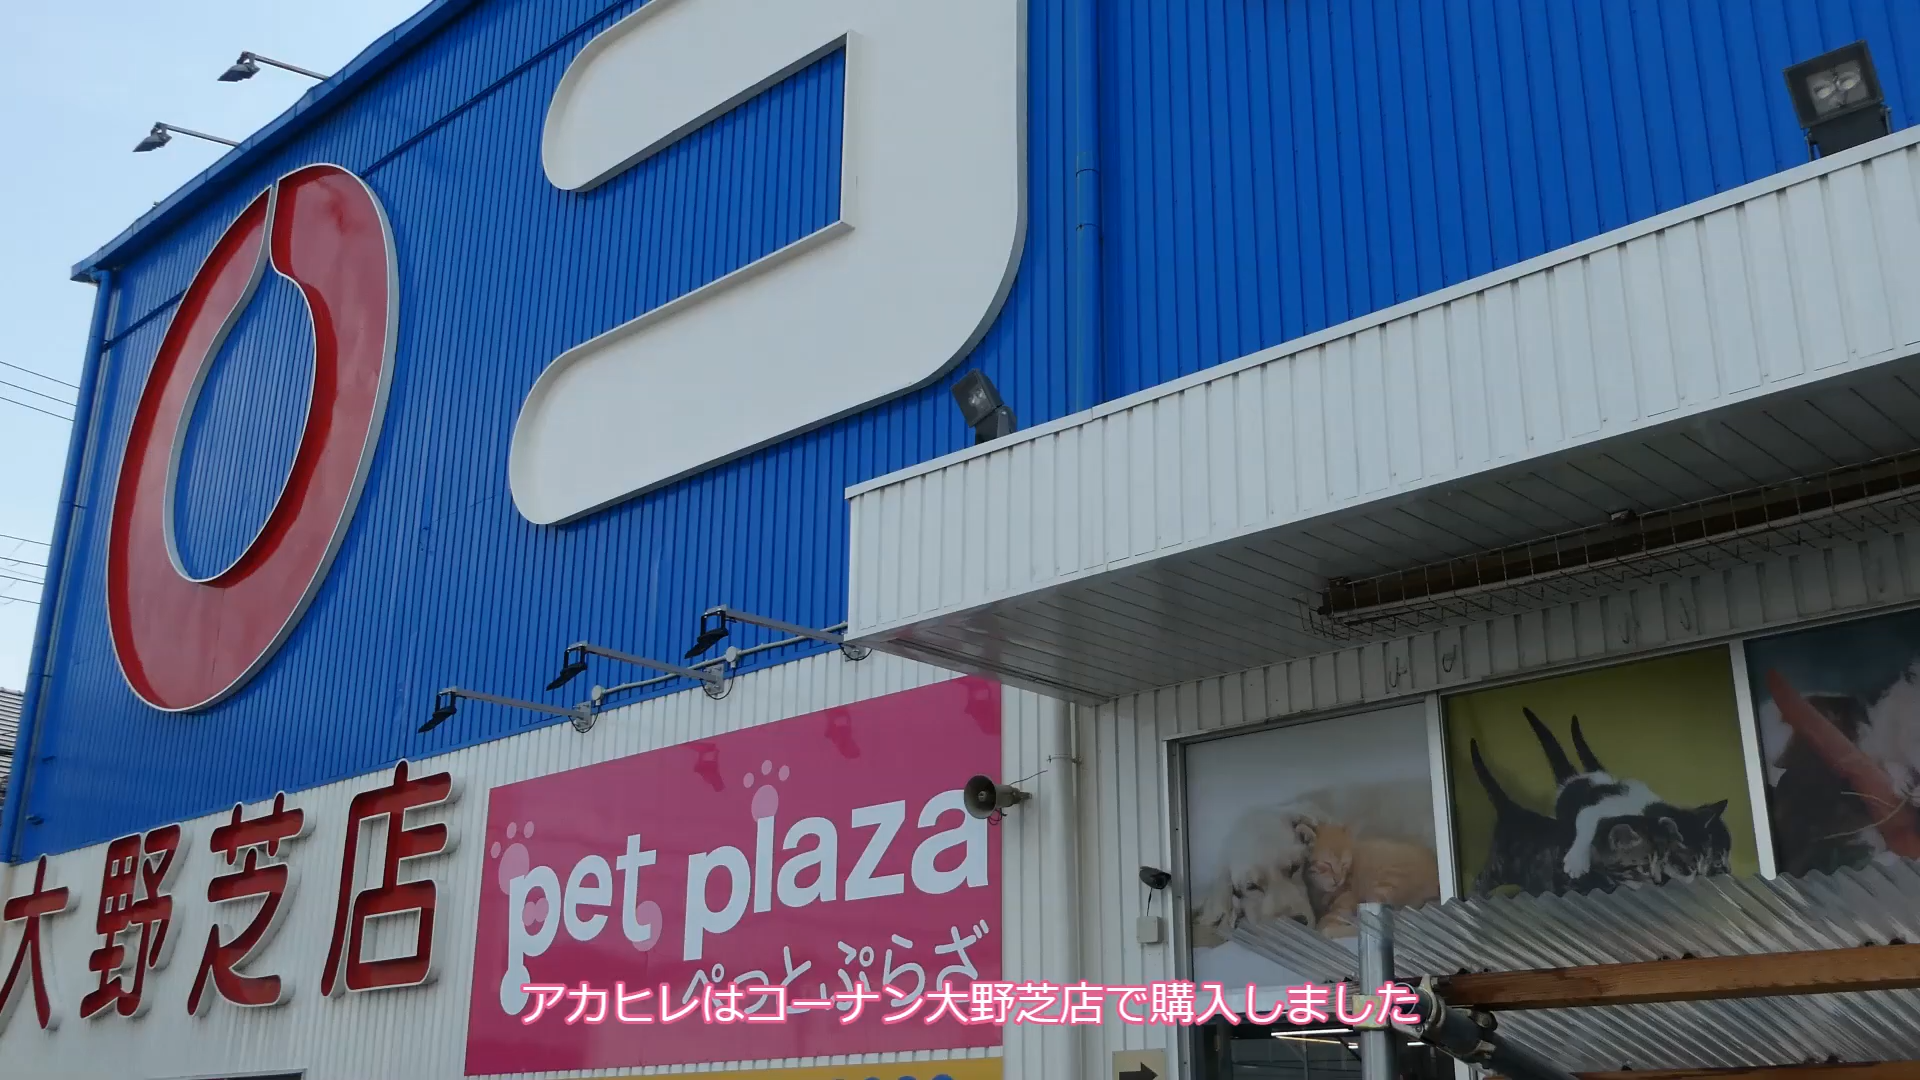 コ
大野芝店
pet plaza
ぺっとぷらざ
アカヒレはコーナン大野芝店で購入しました